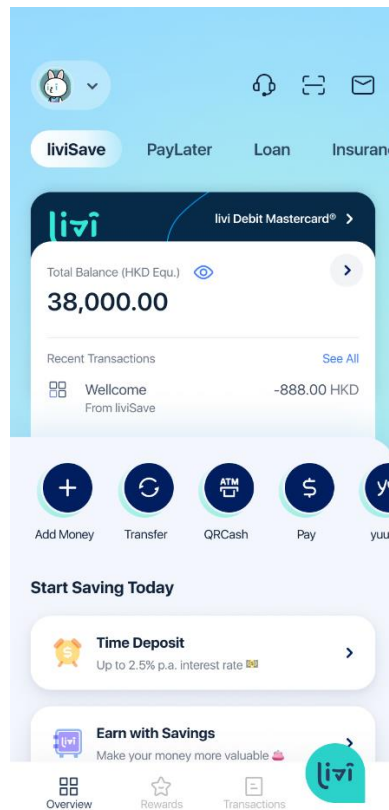 liviSave PayLater Loan Insuran
livi livi Debit Mastercard®
Total Balance (HKD Equ.)
38,000.00
Recent Transactions See All
Wellcome -888.00 HKD
From liviSave
ATM
Add Money Transfer QRCash Pay yuu
Start Saving Today
Time Deposit
Up to 2.5% p.a. interest rate
livi
Earn with Savings
Make your money more valuable
livi
Overview Rewards Transactions